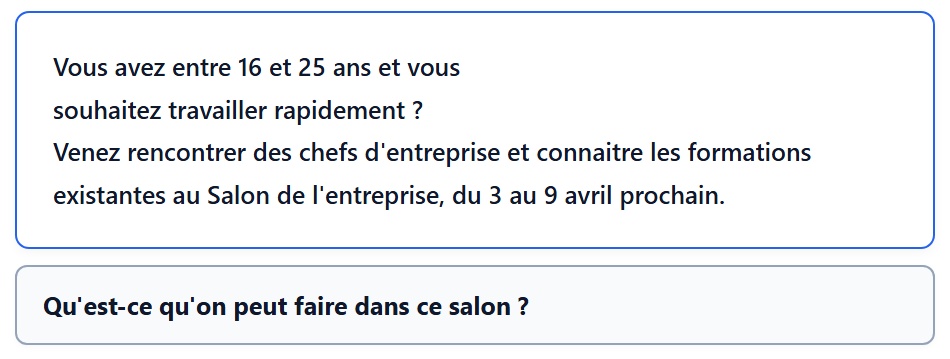 Vous avez entre 16 et 25 ans et vous
souhaitez travailler rapidement ?
Venez rencontrer des chefs d'entreprise et connaitre les formations
existantes au Salon de l'entreprise, du 3 au 9 avril prochain.
Qu'est-ce qu'on peut faire dans ce salon ?